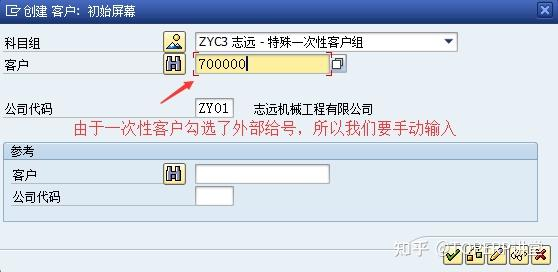 创建 客户: 初始屏幕
科目组 ZYC3 志远 - 特殊一次性客户组
客户 700000
公司代码 ZY01 志远机械工程有限公司
由于一次性客户勾选了外部给号，所以我们要手动输入
参考
客户
公司代码
知乎